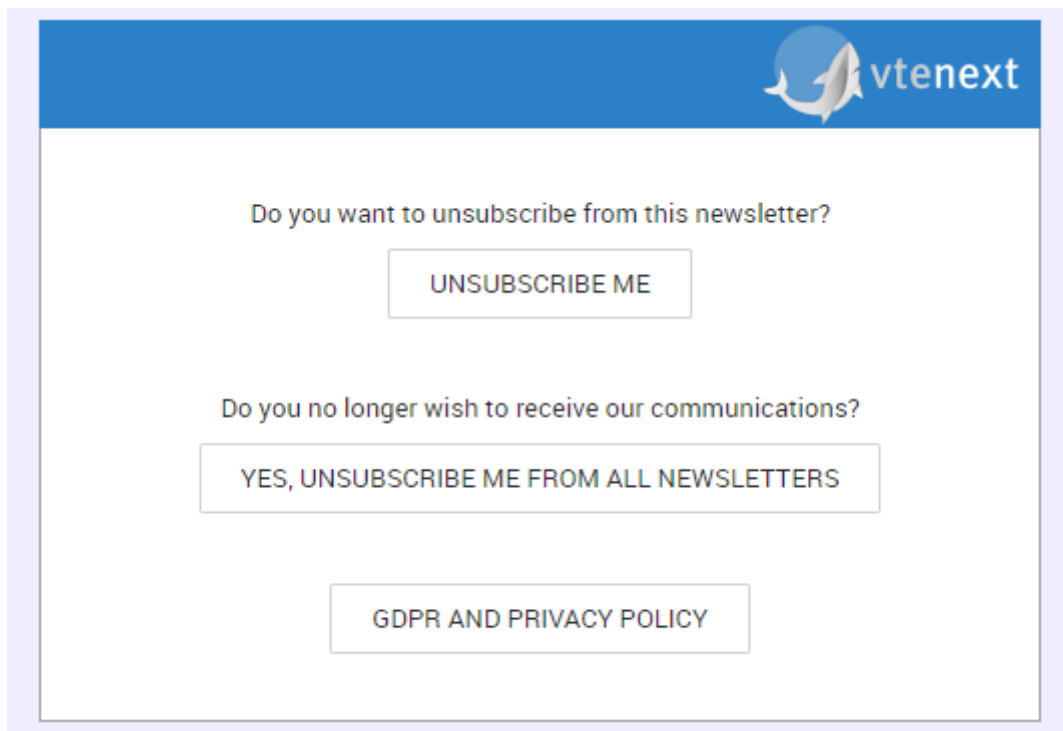 vtenext
Do you want to unsubscribe from this newsletter?
UNSUBSCRIBE ME
Do you no longer wish to receive our communications?
YES, UNSUBSCRIBE ME FROM ALL NEWSLETTERS
GDPR AND PRIVACY POLICY